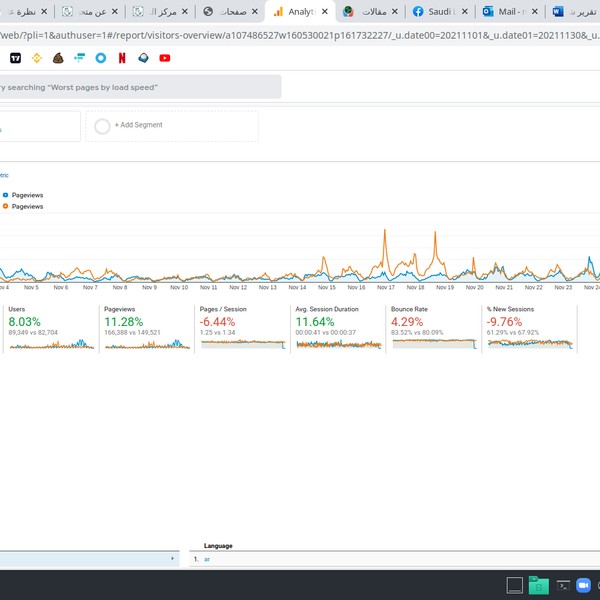 نظرة
عن متح
مركز ال
صفحات
Analyt
مقالات
Saudi
Mail -
تقرير
web/?pli=1&authuser=1#/report/visitors-overview/a107486527w160530021p161732227/_u.date00=20211101&_u.date01=20211130&_u.
searching "Worst pages by load speed"
+ Add Segment
Pageviews
Pageviews
Nov 5 Nov 6 Nov 7 Nov 8 Nov 9 Nov 10 Nov 11 Nov 12 Nov 13 Nov 14 Nov 15 Nov 16 Nov 17 Nov 18 Nov 19 Nov 20 Nov 21 Nov 22 Nov 23 Nov 24
Users
8.03%
89,349 vs 82,704
Pageviews
11.28%
166,388 vs 149,521
Pages / Session
-6.44%
1.25 vs 1.34
Avg. Session Duration
11.64%
00:00:41 vs 00:00:37
Bounce Rate
4.29%
83.52% vs 80.09%
% New Sessions
-9.76%
61.29% vs 67.92%
Language
1. ar